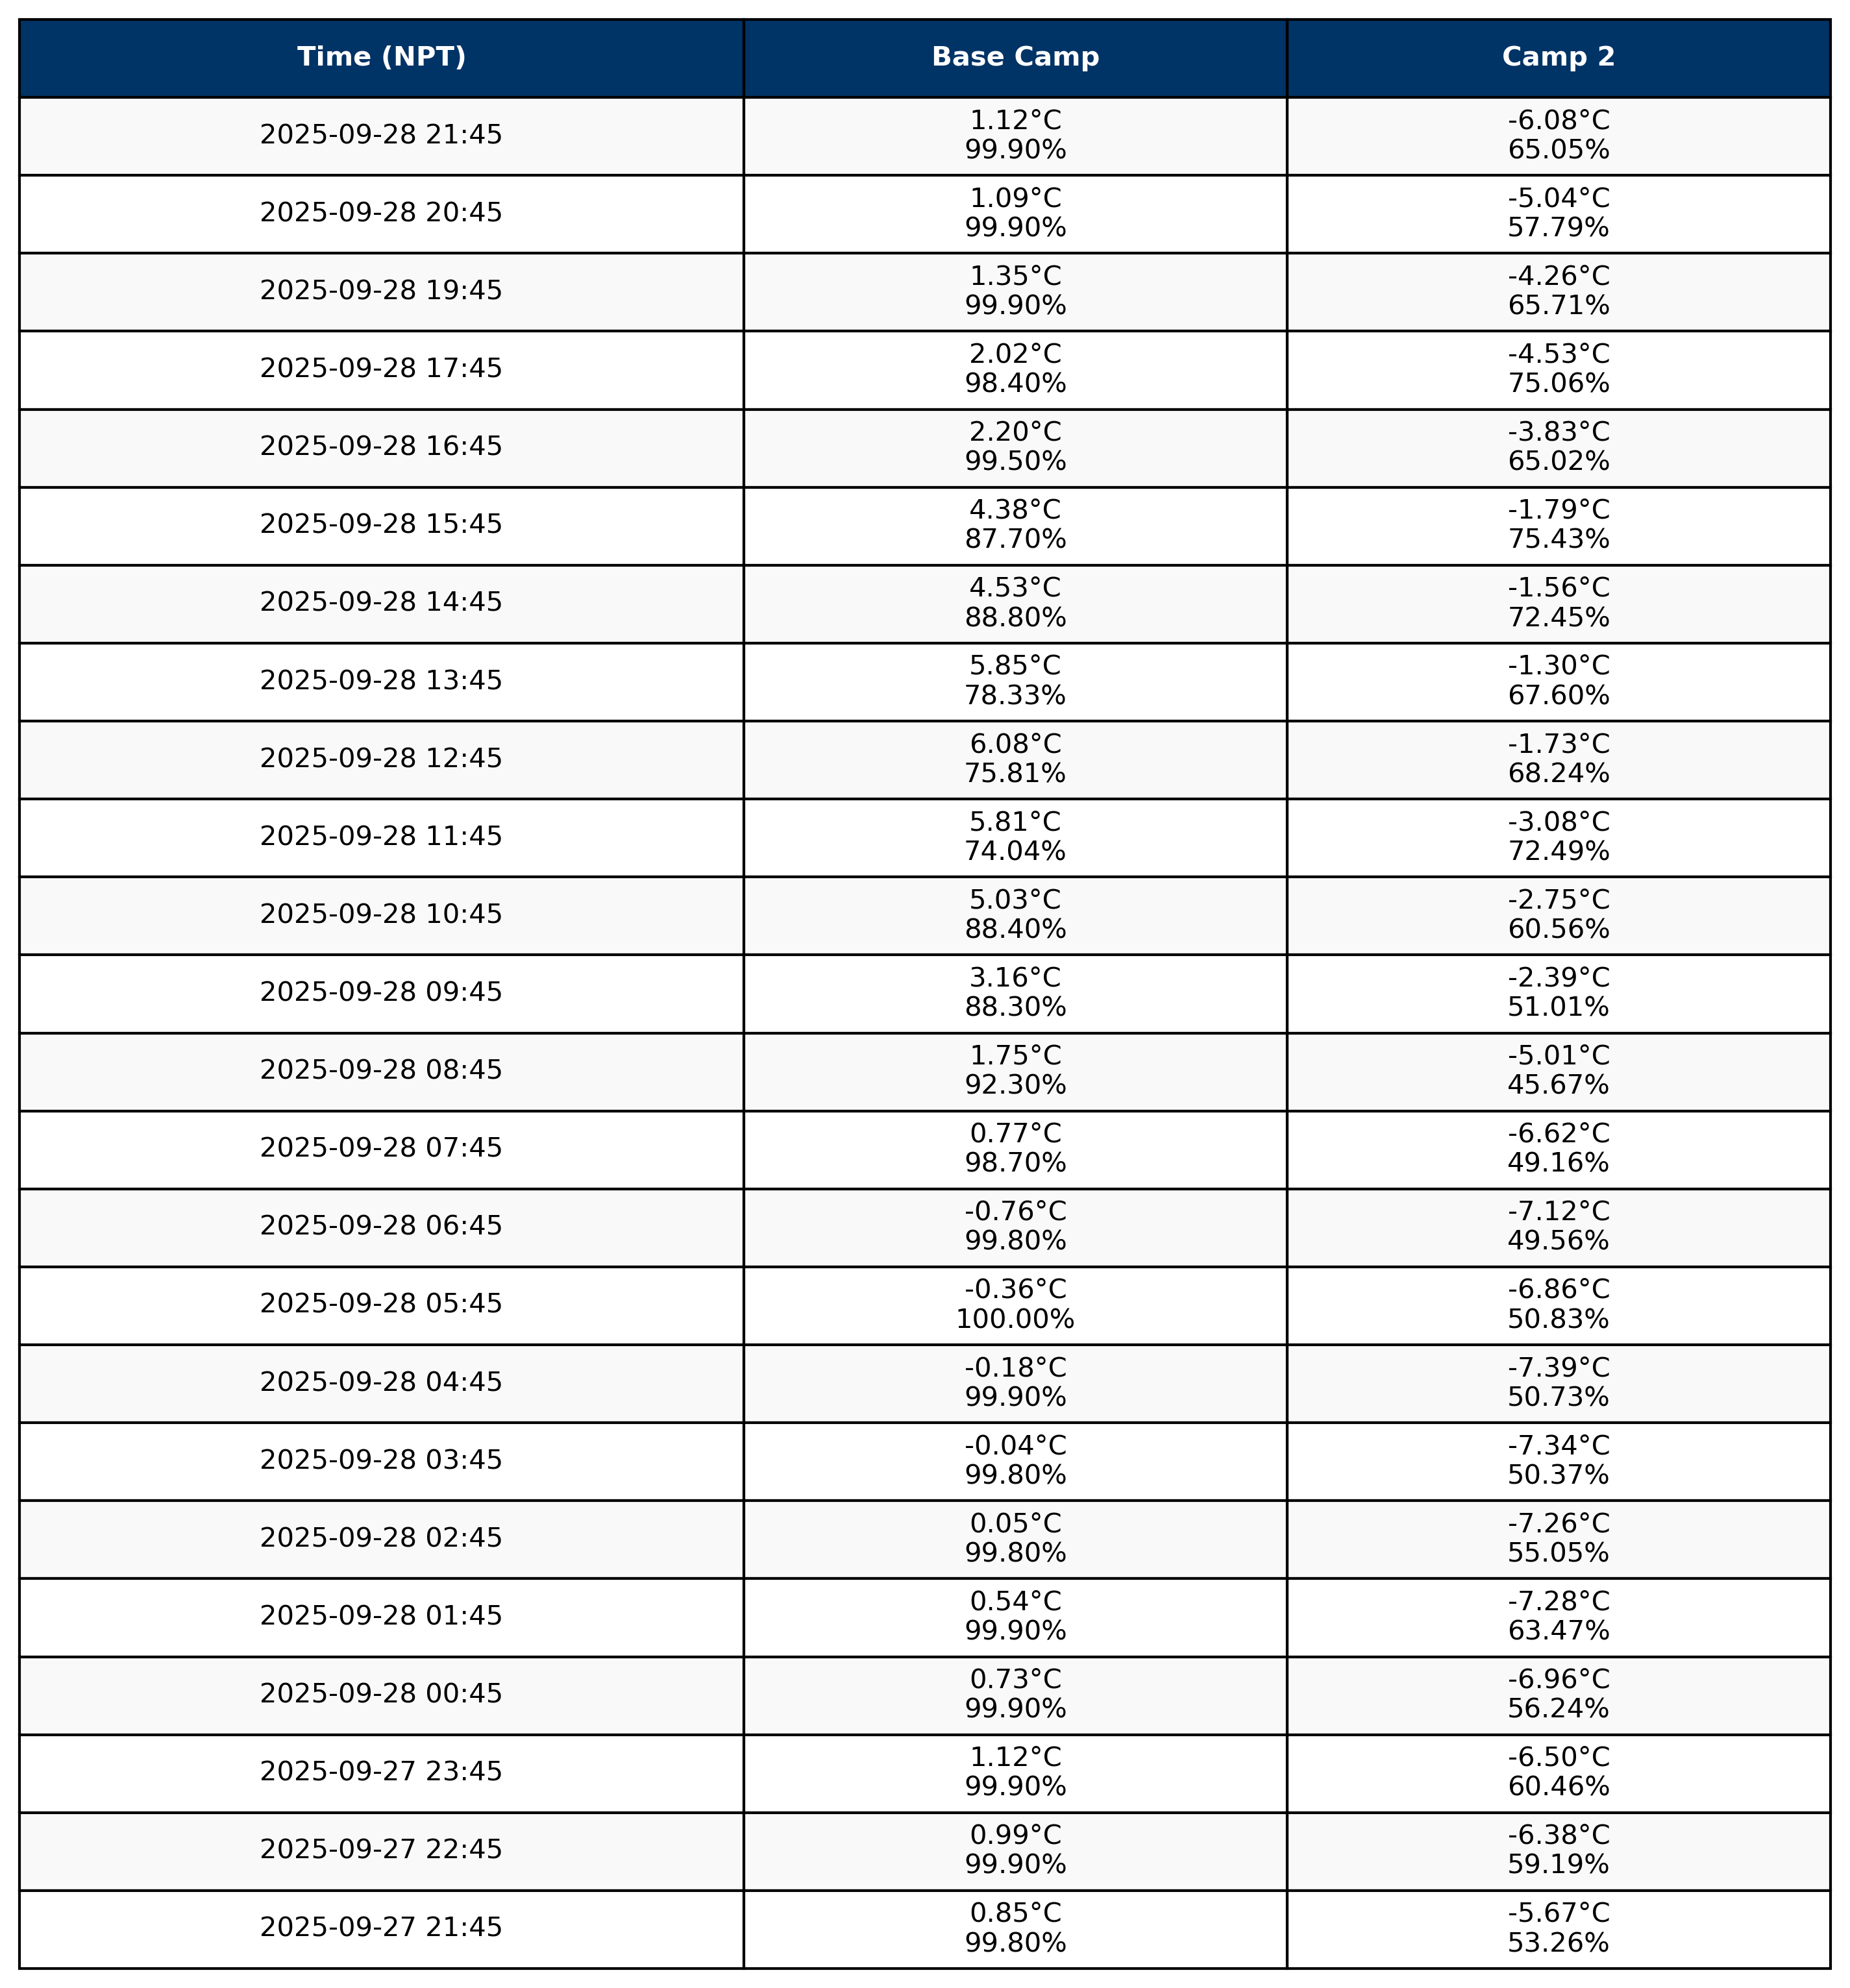 Time (NPT) Base Camp Camp 2
2025-09-28 21:45 1.12°C -6.08°C
99.90% 65.05%
2025-09-28 20:45 1.09°C -5.04°C
99.90% 57.79%
2025-09-28 19:45 1.35°C -4.26°C
99.90% 65.71%
2025-09-28 17:45 2.02°C -4.53°C
98.40% 75.06%
2025-09-28 16:45 2.20°C -3.83°C
99.50% 65.02%
2025-09-28 15:45 4.38°C -1.79°C
87.70% 75.43%
2025-09-28 14:45 4.53°C -1.56°C
88.80% 72.45%
2025-09-28 13:45 5.85°C -1.30°C
78.33% 67.60%
2025-09-28 12:45 6.08°C -1.73°C
75.81% 68.24%
2025-09-28 11:45 5.81°C -3.08°C
74.04% 72.49%
2025-09-28 10:45 5.03°C -2.75°C
88.40% 60.56%
2025-09-28 09:45 3.16°C -2.39°C
88.30% 51.01%
2025-09-28 08:45 1.75°C -5.01°C
92.30% 45.67%
2025-09-28 07:45 0.77°C -6.62°C
98.70% 49.16%
2025-09-28 06:45 -0.76°C -7.12°C
99.80% 49.56%
2025-09-28 05:45 -0.36°C -6.86°C
100.00% 50.83%
2025-09-28 04:45 -0.18°C -7.39°C
99.90% 50.73%
2025-09-28 03:45 -0.04°C -7.34°C
99.80% 50.37%
2025-09-28 02:45 0.05°C -7.26°C
99.80% 55.05%
2025-09-28 01:45 0.54°C -7.28°C
99.90% 63.47%
2025-09-28 00:45 0.73°C -6.96°C
99.90% 56.24%
2025-09-27 23:45 1.12°C -6.50°C
99.90% 60.46%
2025-09-27 22:45 0.99°C -6.38°C
99.90% 59.19%
2025-09-27 21:45 0.85°C -5.67°C
99.80% 53.26%